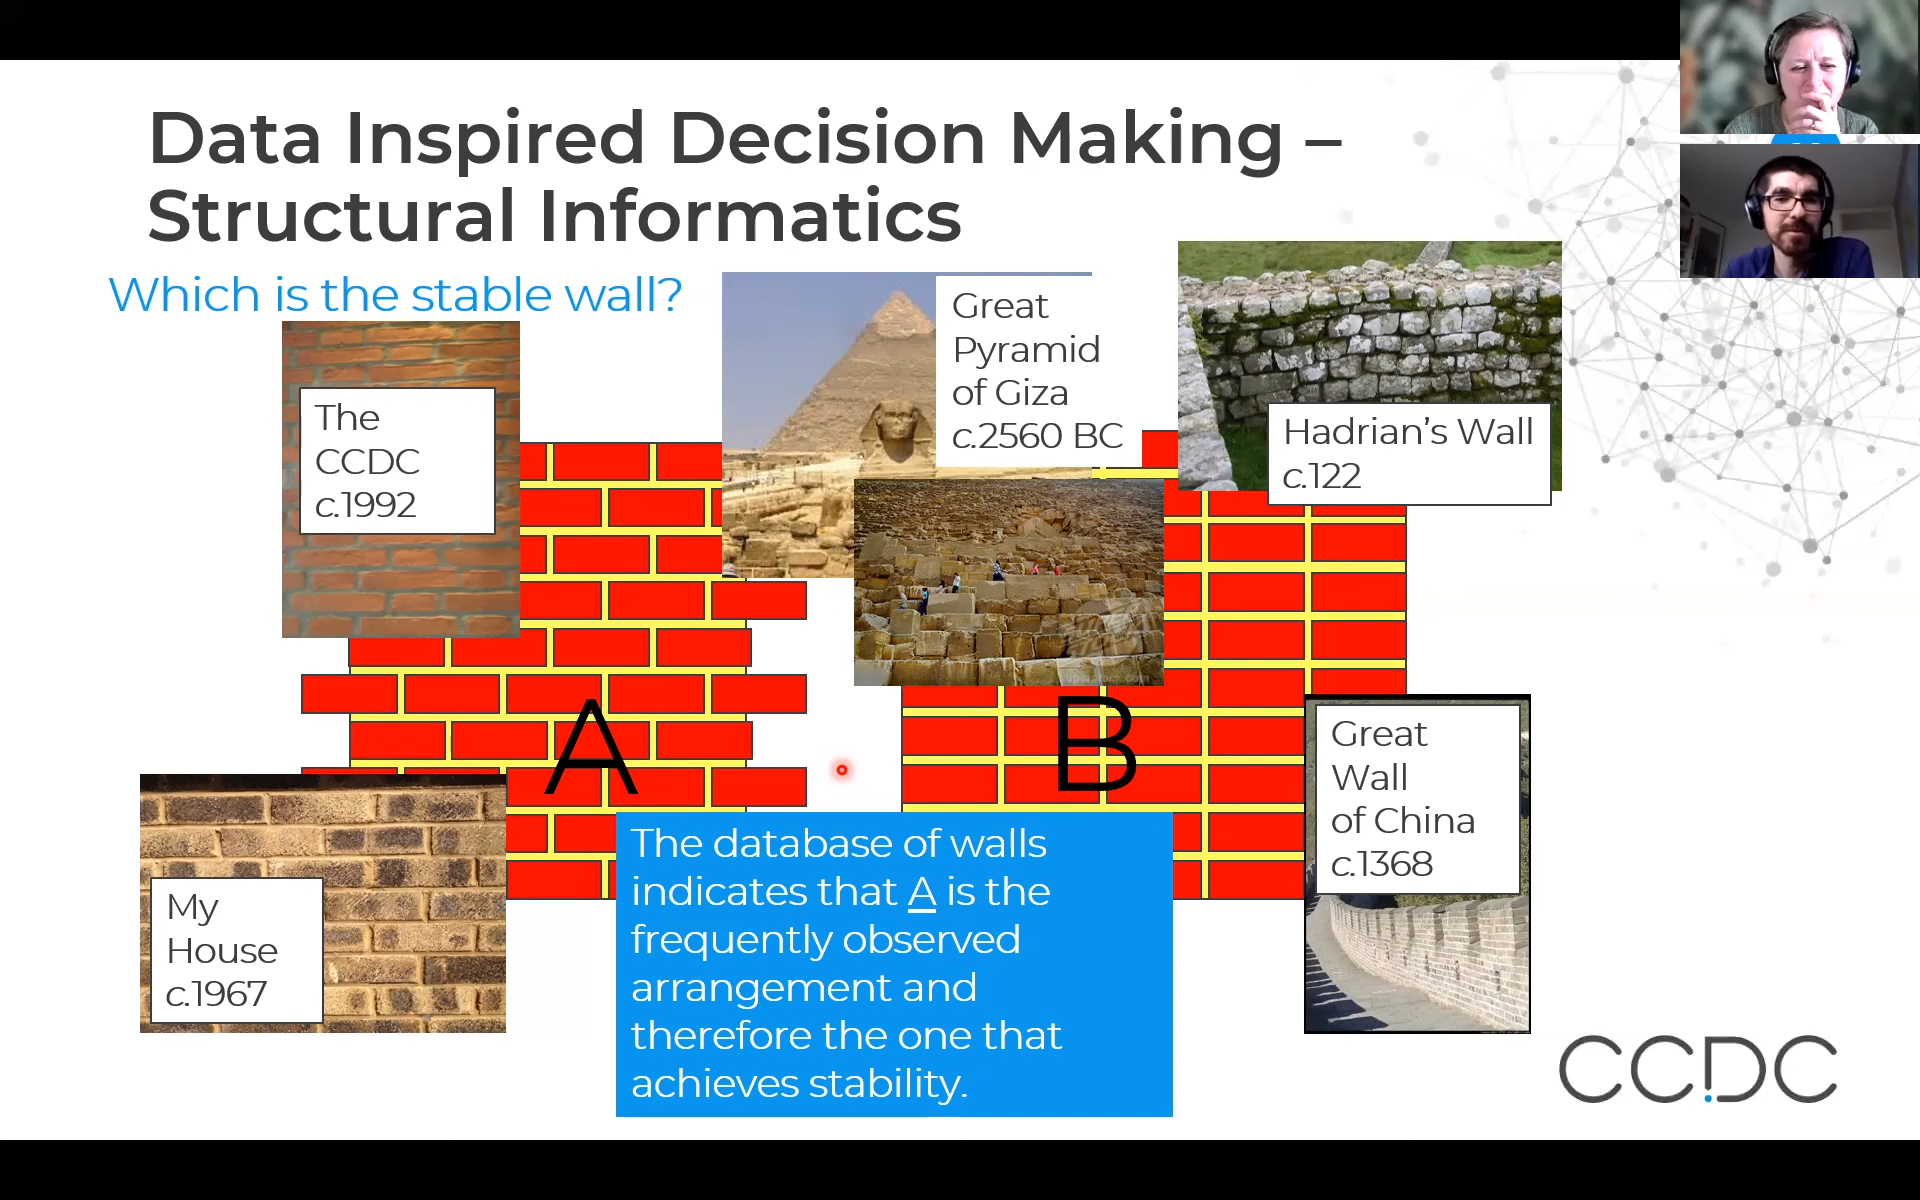 Data Inspired Decision Making –
Structural Informatics
Which is the stable wall?
The
CCDC
c.1992
Great
Pyramid
of Giza
c.2560 BC
Hadrian’s Wall
c.122
A
B
My
House
c.1967
The database of walls
indicates that A is the
frequently observed
arrangement and
therefore the one that
achieves stability.
Great
Wall
of China
c.1368
CCDC